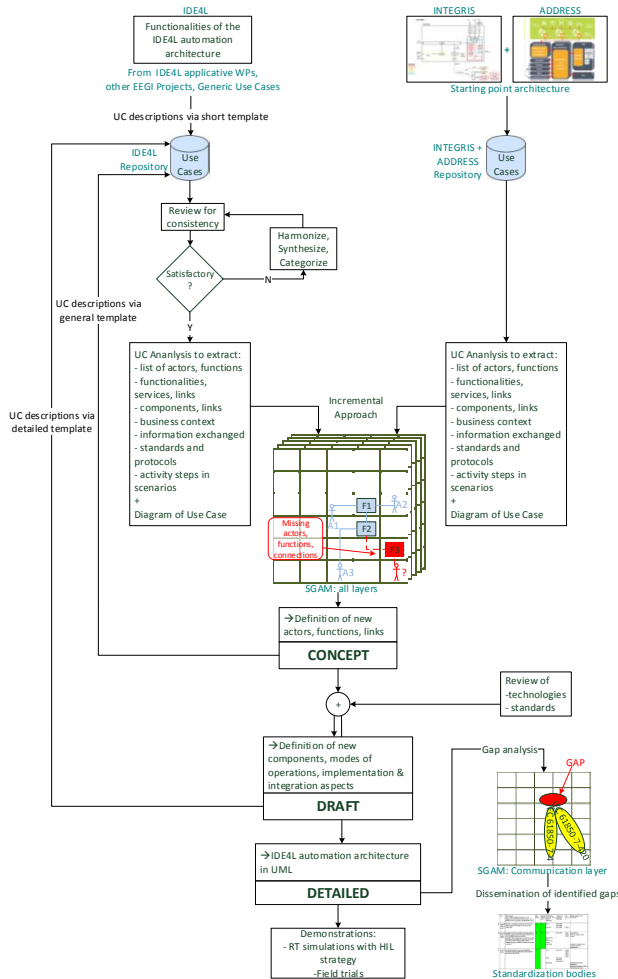 IDE4L
INTEGRIS
ADDRESS
Functionalities of the
IDE4L automation
architecture
+
From IDE4L applicative WPs,
other EEGI Projects, Generic Use Cases
Starting point architecture
UC descriptions via short template
IDE4L
Repository
Use
Cases
INTEGRIS +
ADDRESS
Repository
Use
Cases
Review for
consistency
Harmonize,
Synthesize,
Categorize
Satisfactory
?
N
Y
UC descriptions via
general template
UC descriptions via
detailed template
UC Ananlysis to extract:
- list of actors, functions
- functionalities,
services, links
- components, links
- business context
- information exchanged
- standards and
protocols
- activity steps in
scenarios
+
Diagram of Use Case
Incremental
Approach
UC Ananlysis to extract:
- list of actors, functions
- functionalities,
services, links
- components, links
- business context
- information exchanged
- standards and
protocols
- activity steps in
scenarios
+
Diagram of Use Case
F1
A2
A1
F2
Missing
actors,
functions,
connections
F3
A3
?
SGAM: all layers
→Definition of new
actors, functions, links
CONCEPT
+
Review of
-technologies
- standards
→Definition of new
components, modes of
operations, implementation &
integration aspects
DRAFT
Gap analysis
GAP
61850-7-420
SGAM: Communication layer
→IDE4L automation architecture
in UML
DETAILED
Dissemination of identified gaps
Demonstrations:
- RT simulations with HIL
strategy
-Field trials
Standardization bodies